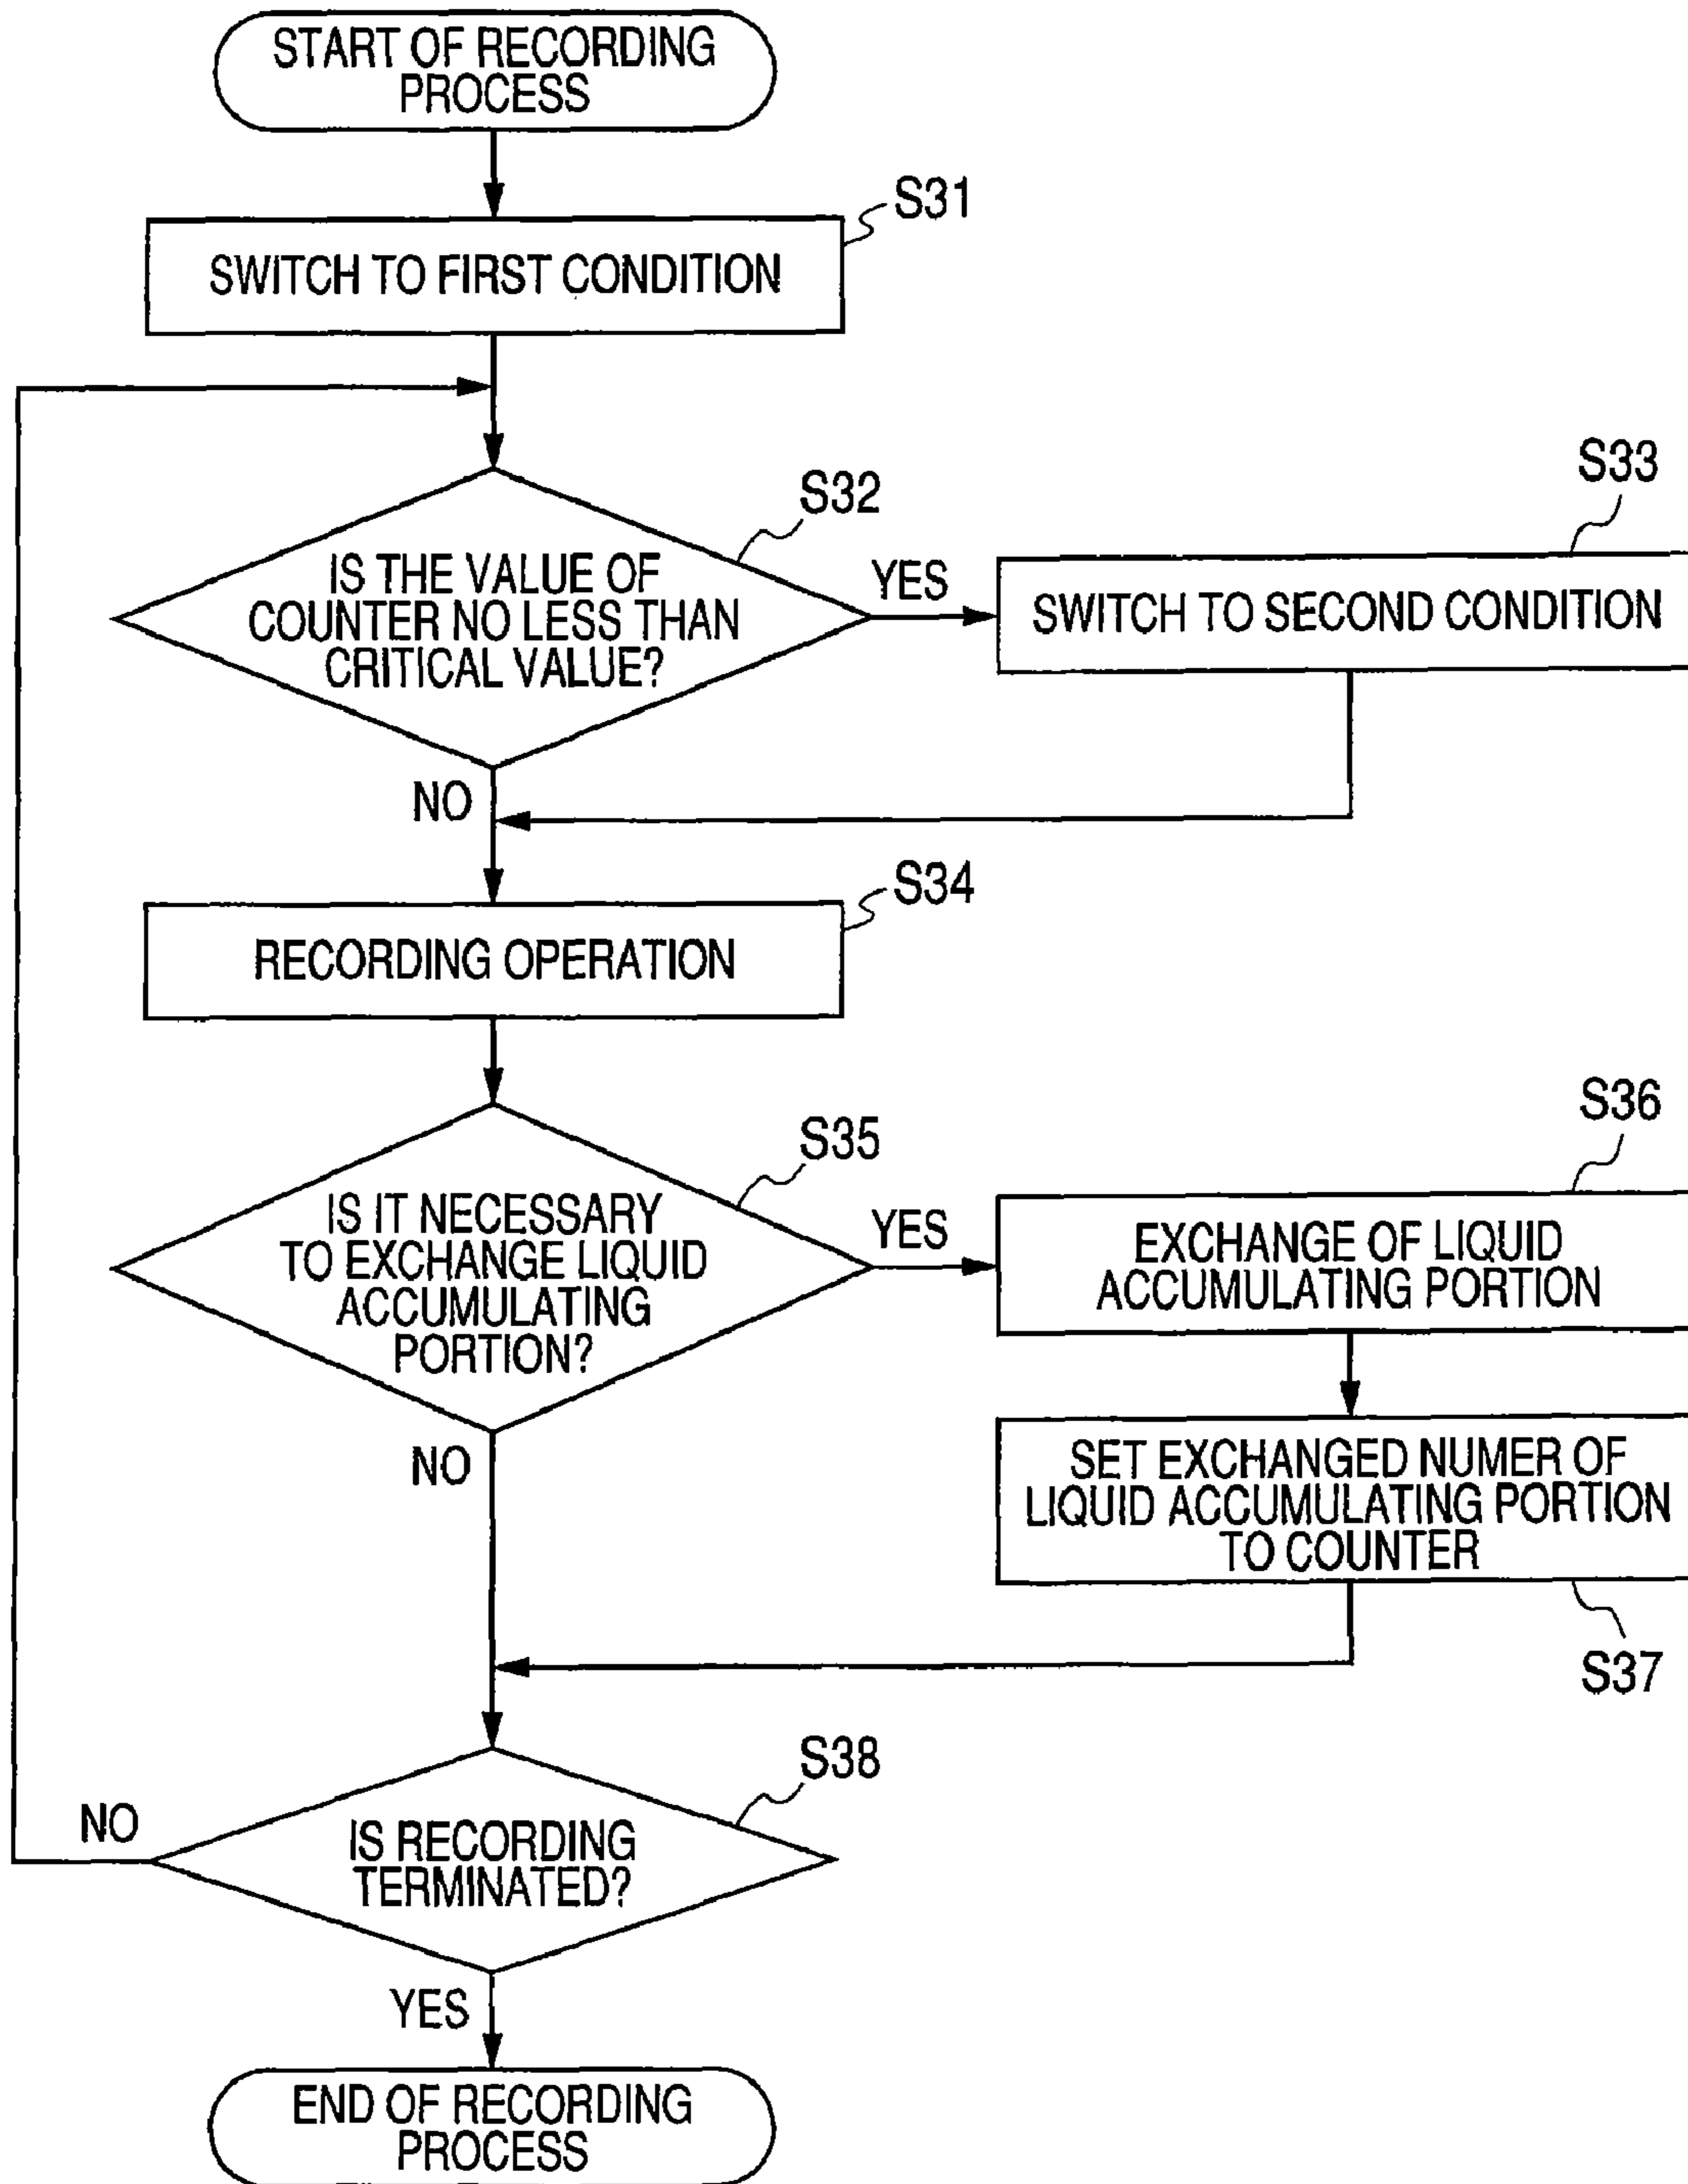 START OF RECORDING
PROCESS
S31
SWITCH TO FIRST CONDITION
S32
IS THE VALUE OF
COUNTER NO LESS THAN
CRITICAL VALUE?
YES
S33
SWITCH TO SECOND CONDITION
NO
S34
RECORDING OPERATION
S35
IS IT NECESSARY
TO EXCHANGE LIQUID
ACCUMULATING
PORTION?
YES
S36
EXCHANGE OF LIQUID
ACCUMULATING PORTION
NO
SET EXCHANGED NUMER OF
LIQUID ACCUMULATING PORTION
TO COUNTER
S37
S38
IS RECORDING
TERMINATED?
NO
YES
END OF RECORDING
PROCESS